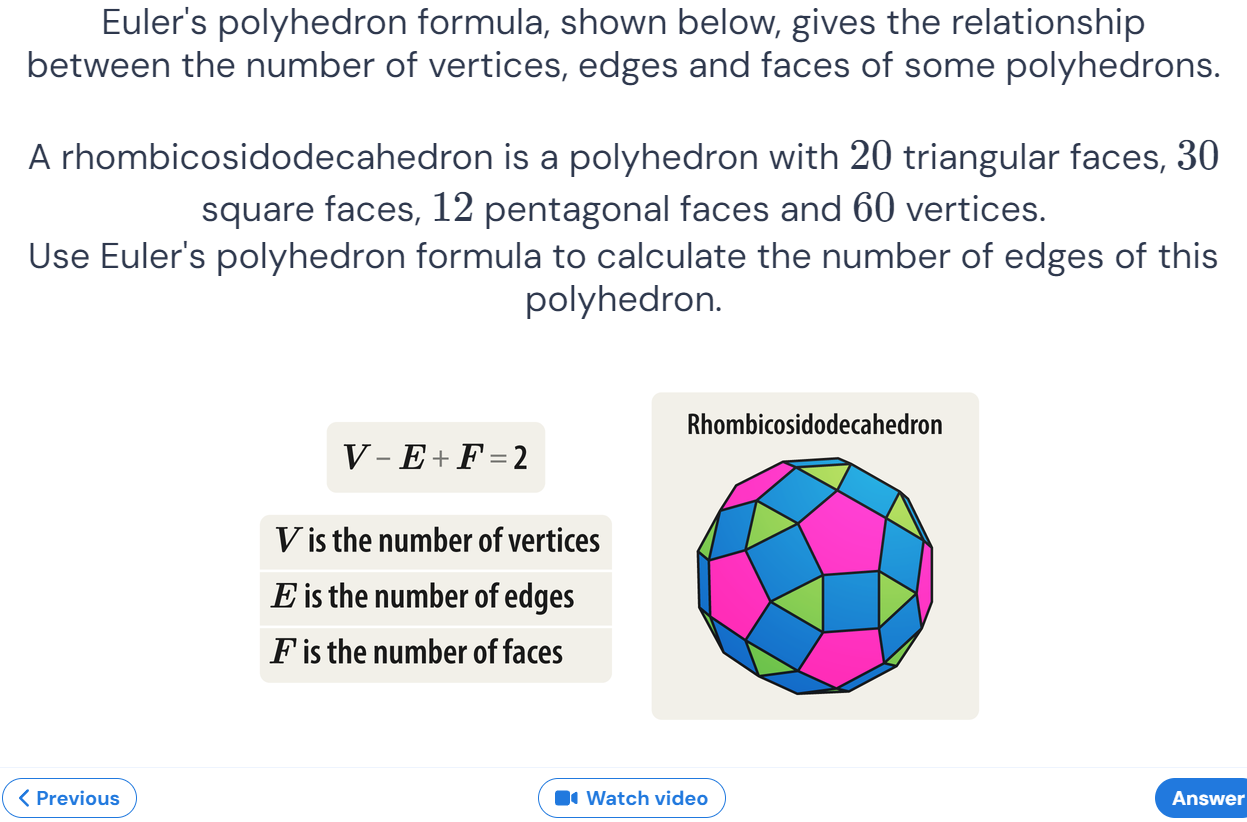 Euler's polyhedron formula, shown below, gives the relationship
between the number of vertices, edges and faces of some polyhedrons.
A rhombicosidodecahedron is a polyhedron with 20 triangular faces, 30
square faces, 12 pentagonal faces and 60 vertices.
Use Euler's polyhedron formula to calculate the number of edges of this
polyhedron.
V − E + F = 2
V is the number of vertices
E is the number of edges
F is the number of faces
Rhombicosidodecahedron
Previous
Watch video
Answer